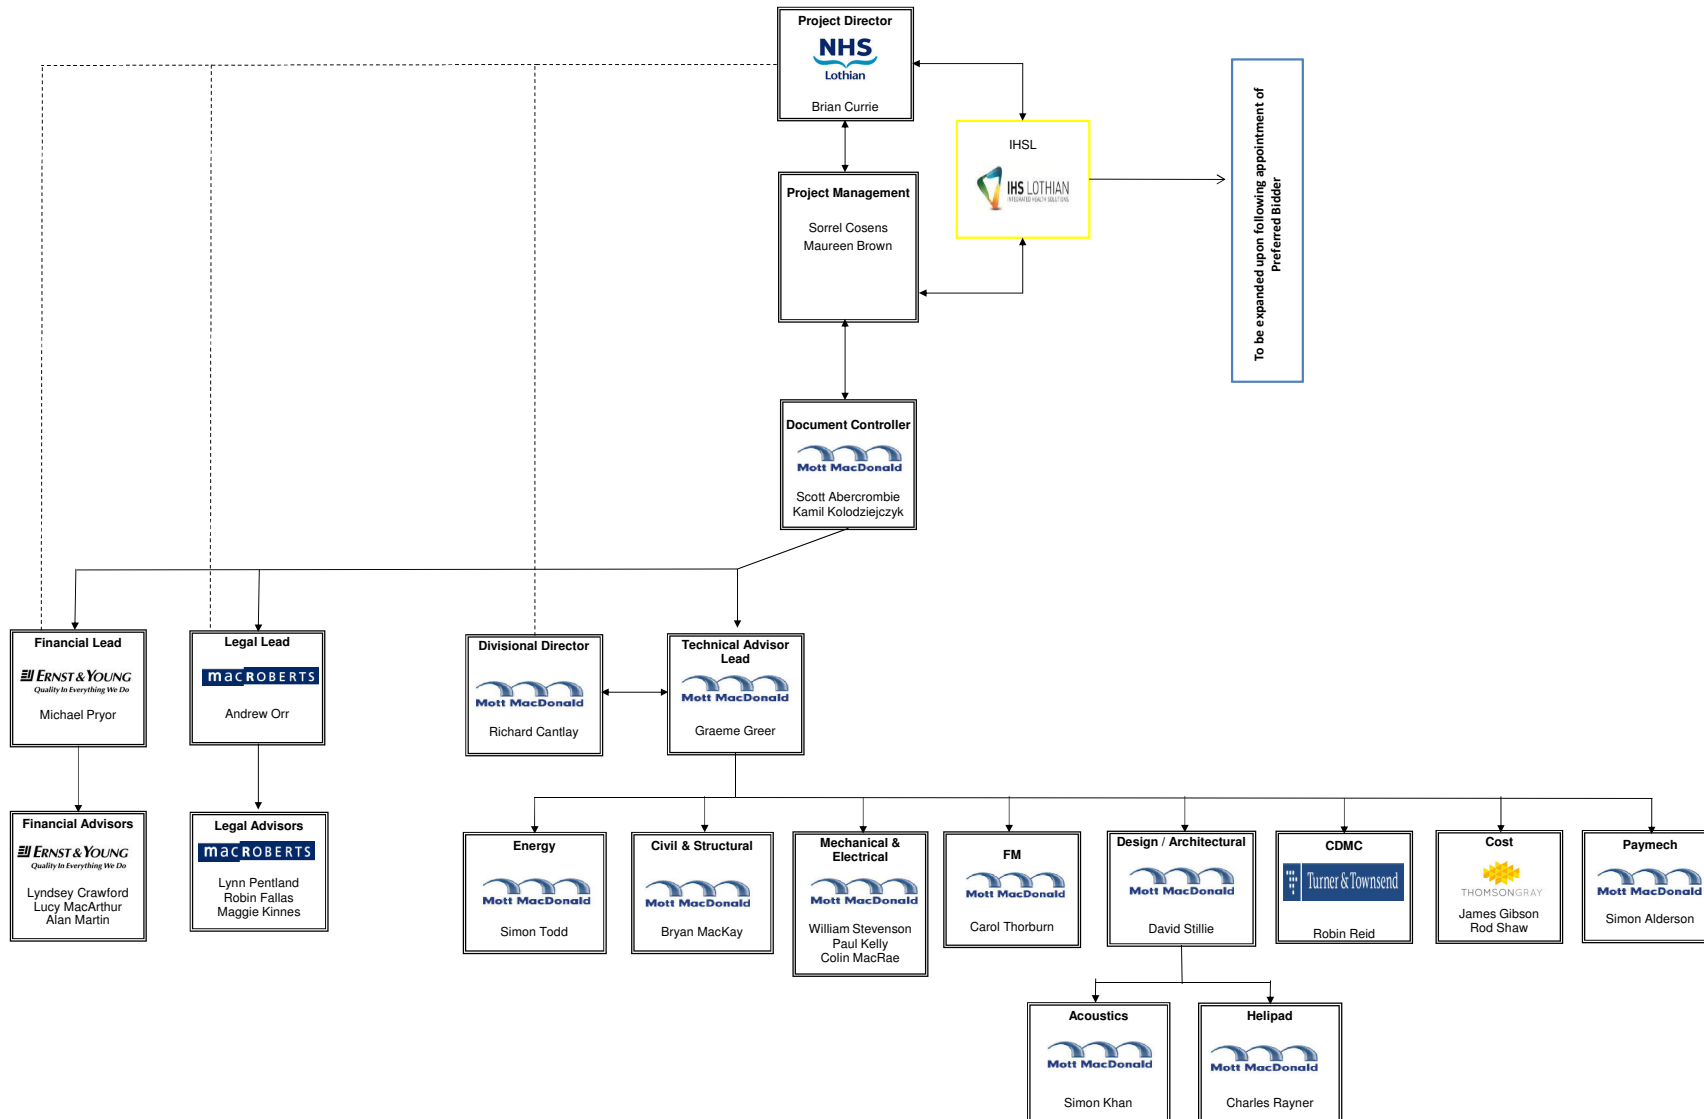 Project Director
NHS
Lothian
Brian Currie
IHSL
IHS LOTHIAN
INTEGRATED HEALTH SOLUTIONS
To be expanded upon following appointment of
Preferred Bidder
Project Management
Sorrel Cosens
Maureen Brown
Document Controller
Mott MacDonald
Scott Abercrombie
Kamil Kolodziejczyk
Financial Lead
ERNST & YOUNG
Quality In Everything We Do
Michael Pryor
Legal Lead
macROBERTS
Andrew Orr
Divisional Director
Mott MacDonald
Richard Cantlay
Technical Advisor
Lead
Mott MacDonald
Graeme Greer
Financial Advisors
ERNST & YOUNG
Quality In Everything We Do
Lyndsey Crawford
Lucy MacArthur
Alan Martin
Legal Advisors
macROBERTS
Lynn Pentland
Robin Fallas
Maggie Kinnes
Energy
Mott MacDonald
Simon Todd
Civil & Structural
Mott MacDonald
Bryan MacKay
Mechanical &
Electrical
Mott MacDonald
William Stevenson
Paul Kelly
Colin MacRae
FM
Mott MacDonald
Carol Thorburn
Design / Architectural
Mott MacDonald
David Stillie
CDMC
Turner & Townsend
Robin Reid
Cost
THOMSONGRAY
James Gibson
Rod Shaw
Paymech
Mott MacDonald
Simon Alderson
Acoustics
Mott MacDonald
Simon Khan
Helipad
Mott MacDonald
Charles Rayner